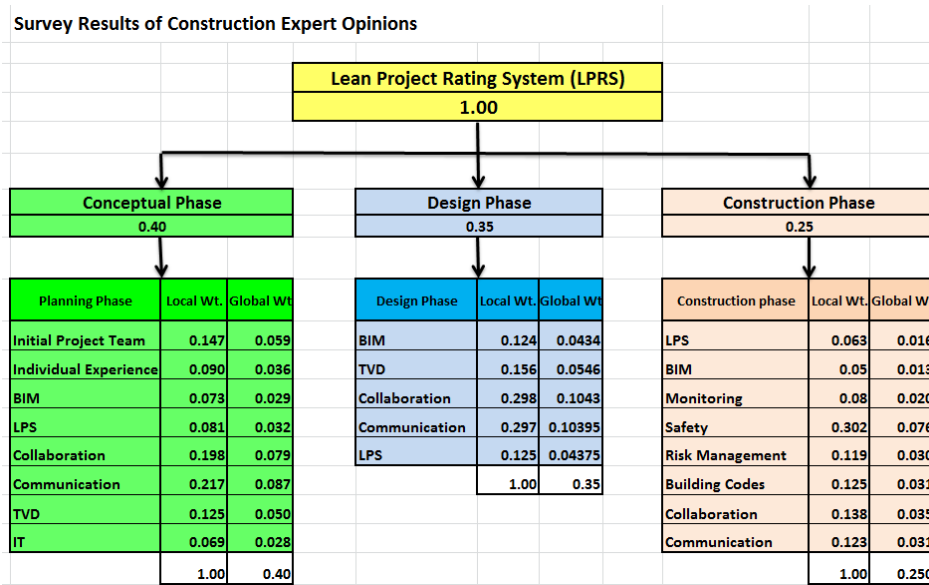 Survey Results of Construction Expert Opinions
Lean Project Rating System (LPRS)
1.00
Conceptual Phase
0.40
Design Phase
0.35
Construction Phase
0.25
Planning Phase Local Wt. Global Wt
Initial Project Team 0.147 0.059
Individual Experience 0.090 0.036
BIM 0.073 0.029
LPS 0.081 0.032
Collaboration 0.198 0.079
Communication 0.217 0.087
TVD 0.125 0.050
IT 0.069 0.028
1.00 0.40
Design Phase Local Wt. Global Wt
BIM 0.124 0.0434
TVD 0.156 0.0546
Collaboration 0.298 0.1043
Communication 0.297 0.10395
LPS 0.125 0.04375
1.00 0.35
Construction phase Local Wt. Global W
LPS 0.063 0.016
BIM 0.05 0.013
Monitoring 0.08 0.020
Safety 0.302 0.076
Risk Management 0.119 0.030
Building Codes 0.125 0.031
Collaboration 0.138 0.035
Communication 0.123 0.031
1.00 0.250